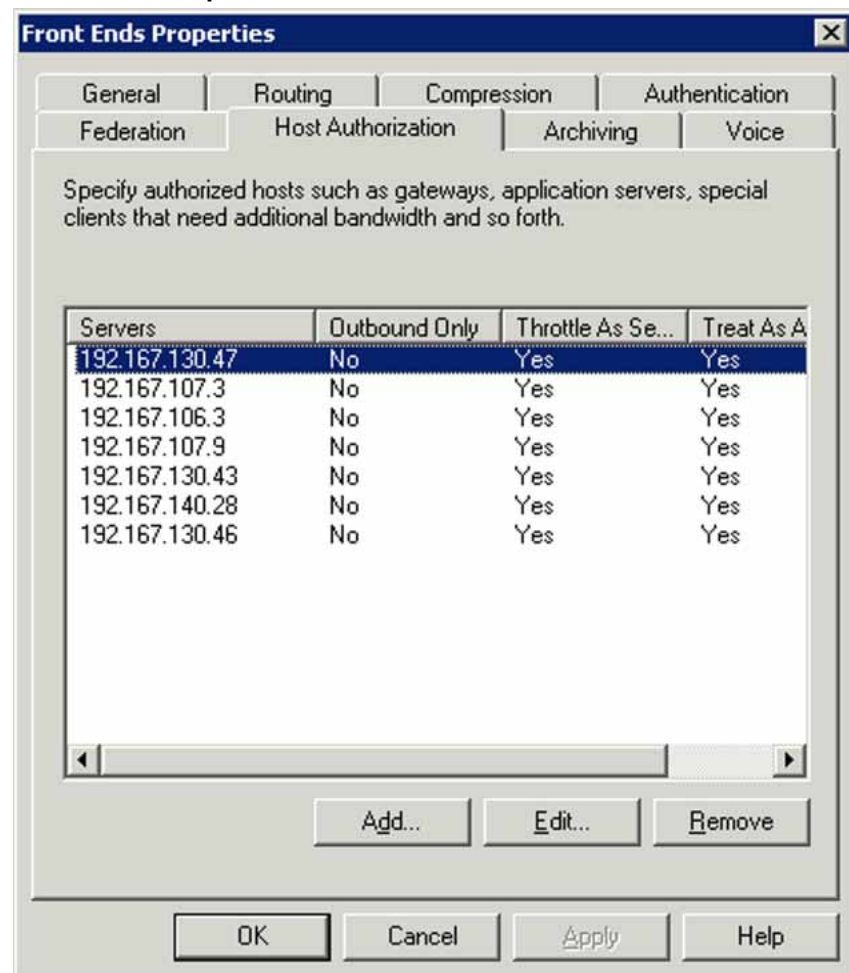 Front Ends Properties
General Routing Compression Authentication
Federation Host Authorization Archiving Voice
Specify authorized hosts such as gateways, application servers, special
clients that need additional bandwidth and so forth.
Servers Outbound Only Throttle As Se... Treat As A
192.167.130.47 No Yes Yes
192.167.107.3 No Yes Yes
192.167.106.3 No Yes Yes
192.167.107.9 No Yes Yes
192.167.130.43 No Yes Yes
192.167.140.28 No Yes Yes
192.167.130.46 No Yes Yes
Add... Edit... Remove
OK Cancel Apply Help